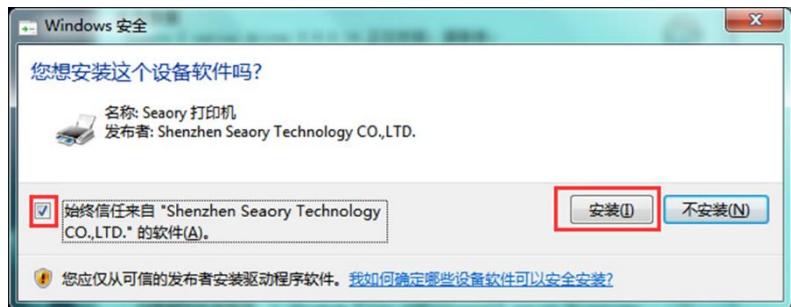 Windows 安全
您想安装这个设备软件吗?
名称: Seaory 打印机
发布者: Shenzhen Seaory Technology CO.,LTD.
始终信任来自 "Shenzhen Seaory Technology
CO.,LTD." 的软件(A)。
安装(I)
不安装(N)
您应仅从可信的发布者安装驱动程序软件。我如何确定哪些设备软件可以安全安装?